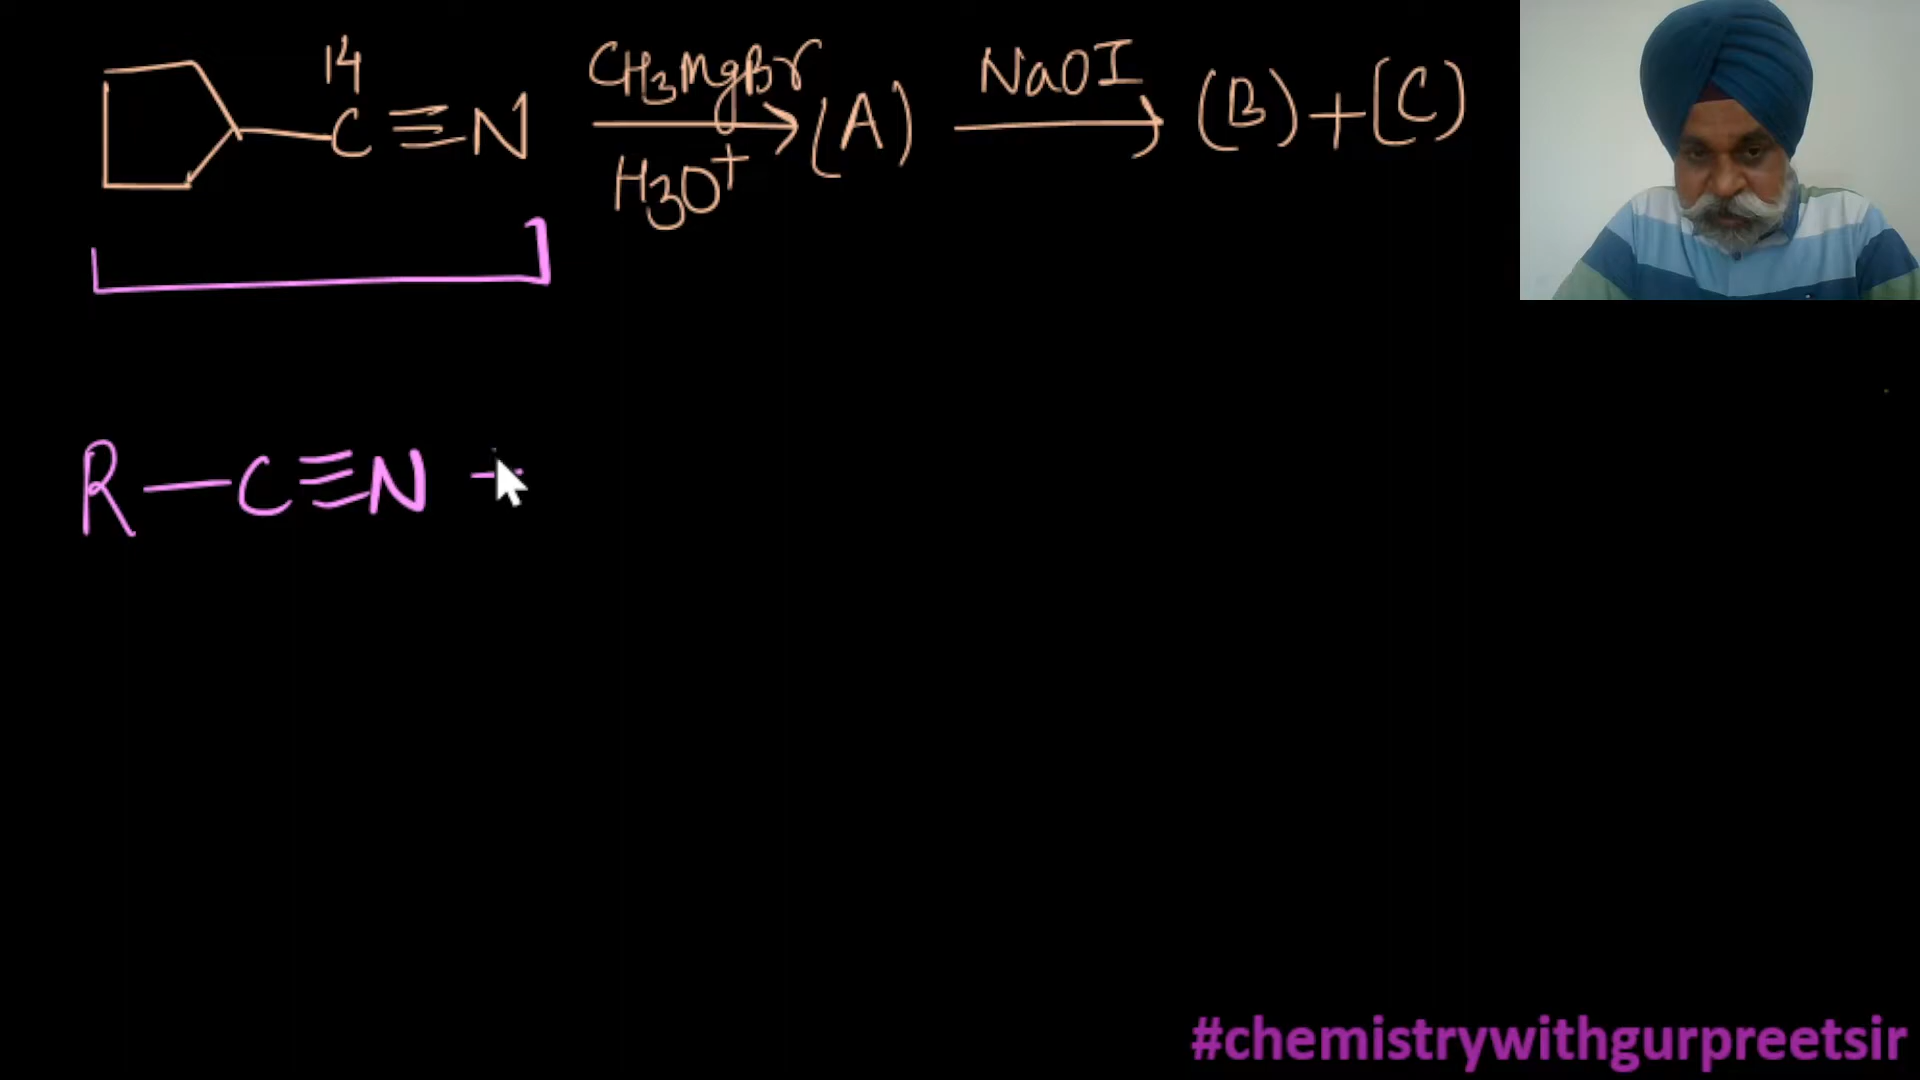 14
C≡N CH3MgBr (A) NaOI (B)+(C)
H3O+
R—C≡N
#chemistrywithgurpreetsir